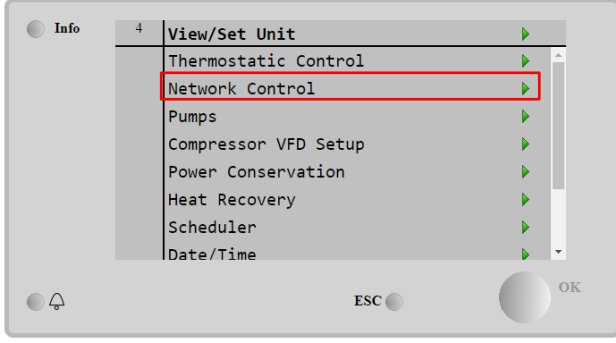 Info
4 View/Set Unit
Thermostatic Control
Network Control
Pumps
Compressor VFD Setup
Power Conservation
Heat Recovery
Scheduler
Date/Time
ESC
OK